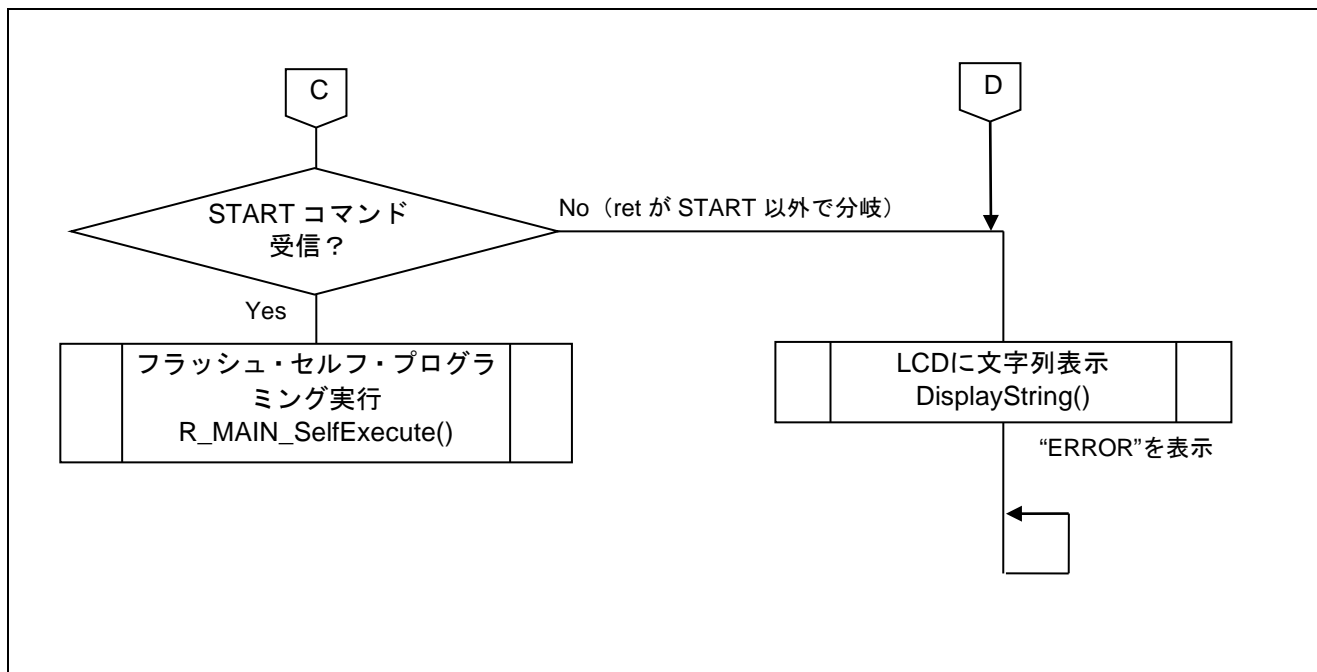 C
D
START コマンド
受信？
No（ret が START 以外で分岐）
Yes
フラッシュ・セルフ・プログラ
ミング実行
R_MAIN_SelfExecute()
LCDに文字列表示
DisplayString()
“ERROR”を表示